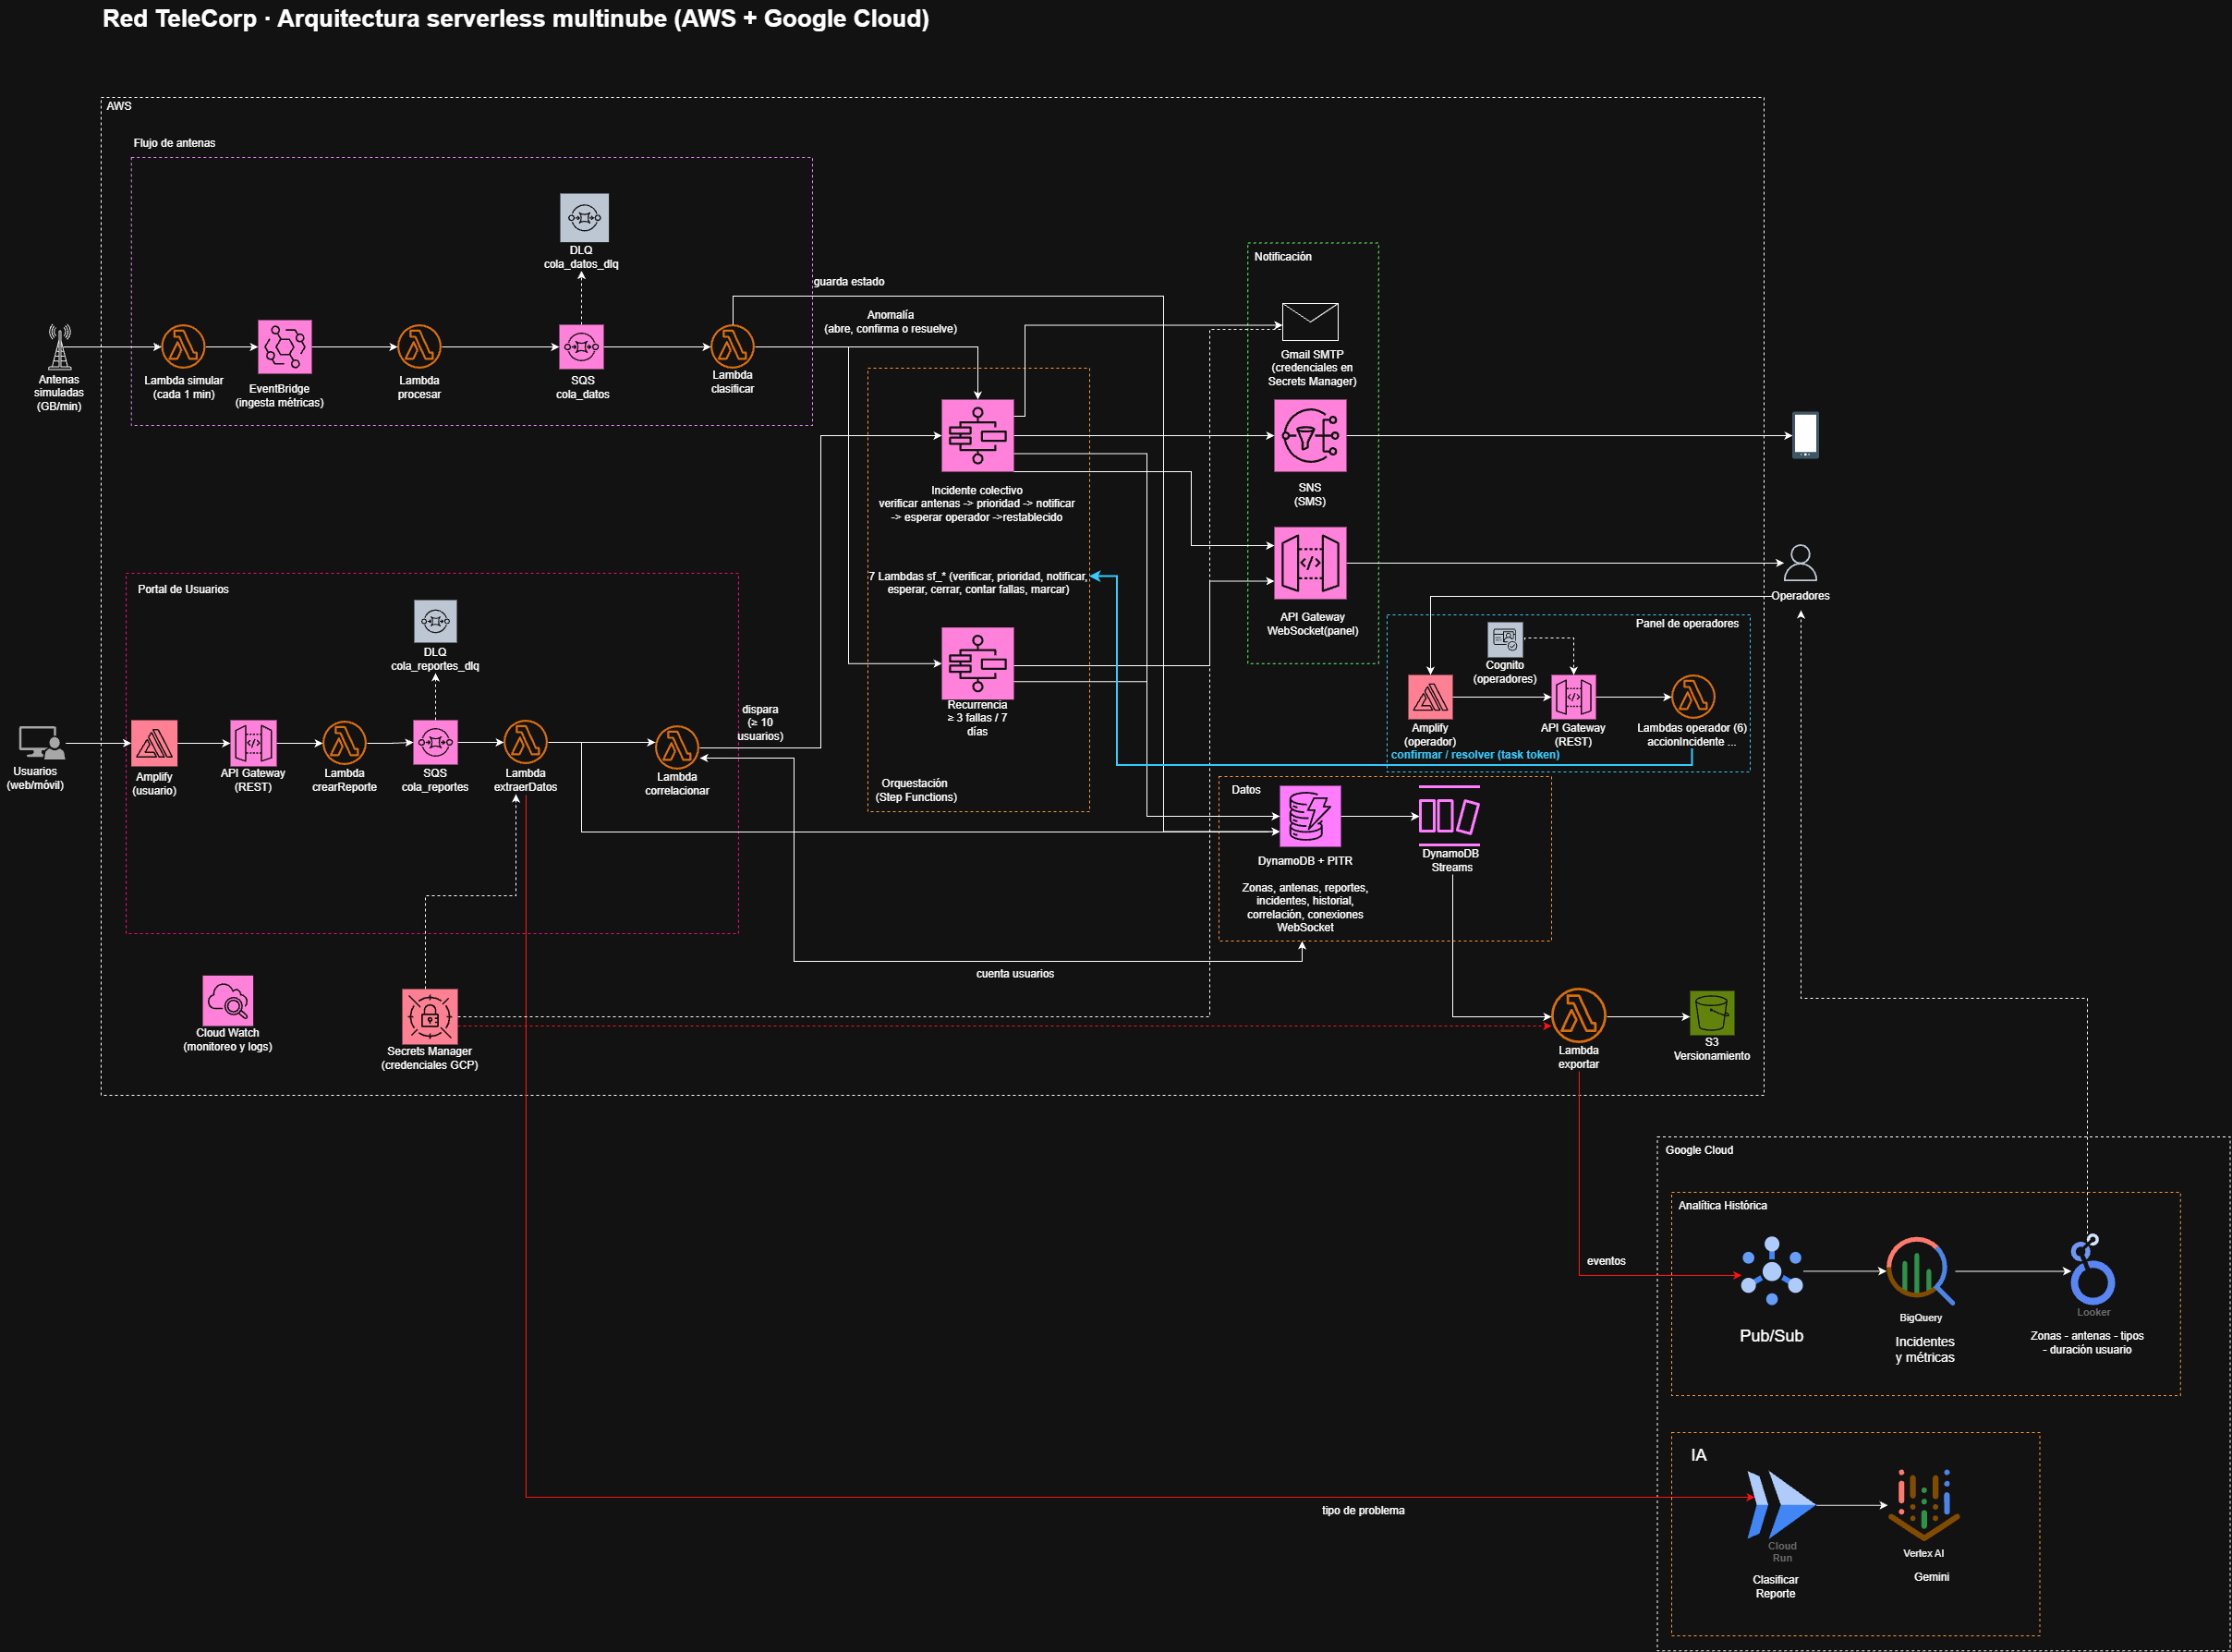 Red TeleCorp · Arquitectura serverless multinube (AWS + Google Cloud)
AWS
Flujo de antenas
DLQ
cola_datos_dlq
Antenas
simuladas
(GB/min)
Lambda simular
(cada 1 min)
EventBridge
(ingesta métricas)
Lambda
procesar
SQS
cola_datos
Lambda
clasificar
guarda estado
Anomalía
(abre, confirma o resuelve)
Notificación
Gmail SMTP
(credenciales en
Secrets Manager)
SNS
(SMS)
API Gateway
WebSocket(panel)
Incidente colectivo
verificar antenas -> prioridad -> notificar
-> esperar operador ->restablecido
7 Lambdas sf_* (verificar, prioridad, notificar,
esperar, cerrar, contar fallas, marcar)
Recurrencia
≥ 3 fallas / 7
días
Orquestación
(Step Functions)
Operadores
Panel de operadores
Cognito
(operadores)
Amplify
(operador)
API Gateway
(REST)
Lambdas operador (6)
accionIncidente ...
confirmar / resolver (task token)
Portal de Usuarios
DLQ
cola_reportes_dlq
Usuarios
(web/móvil)
Amplify
(usuario)
API Gateway
(REST)
Lambda
crearReporte
SQS
cola_reportes
Lambda
extraerDatos
Lambda
correlacionar
dispara
(≥ 10
usuarios)
Datos
DynamoDB + PITR
Zonas, antenas, reportes,
incidentes, historial,
correlación, conexiones
WebSocket
DynamoDB
Streams
cuenta usuarios
Cloud Watch
(monitoreo y logs)
Secrets Manager
(credenciales GCP)
Lambda
exportar
S3
Versionamiento
Google Cloud
Analítica Histórica
eventos
Pub/Sub
BigQuery
Incidentes
y métricas
Looker
Zonas - antenas - tipos
- duración usuario
IA
tipo de problema
Cloud
Run
Clasificar
Reporte
Vertex AI
Gemini